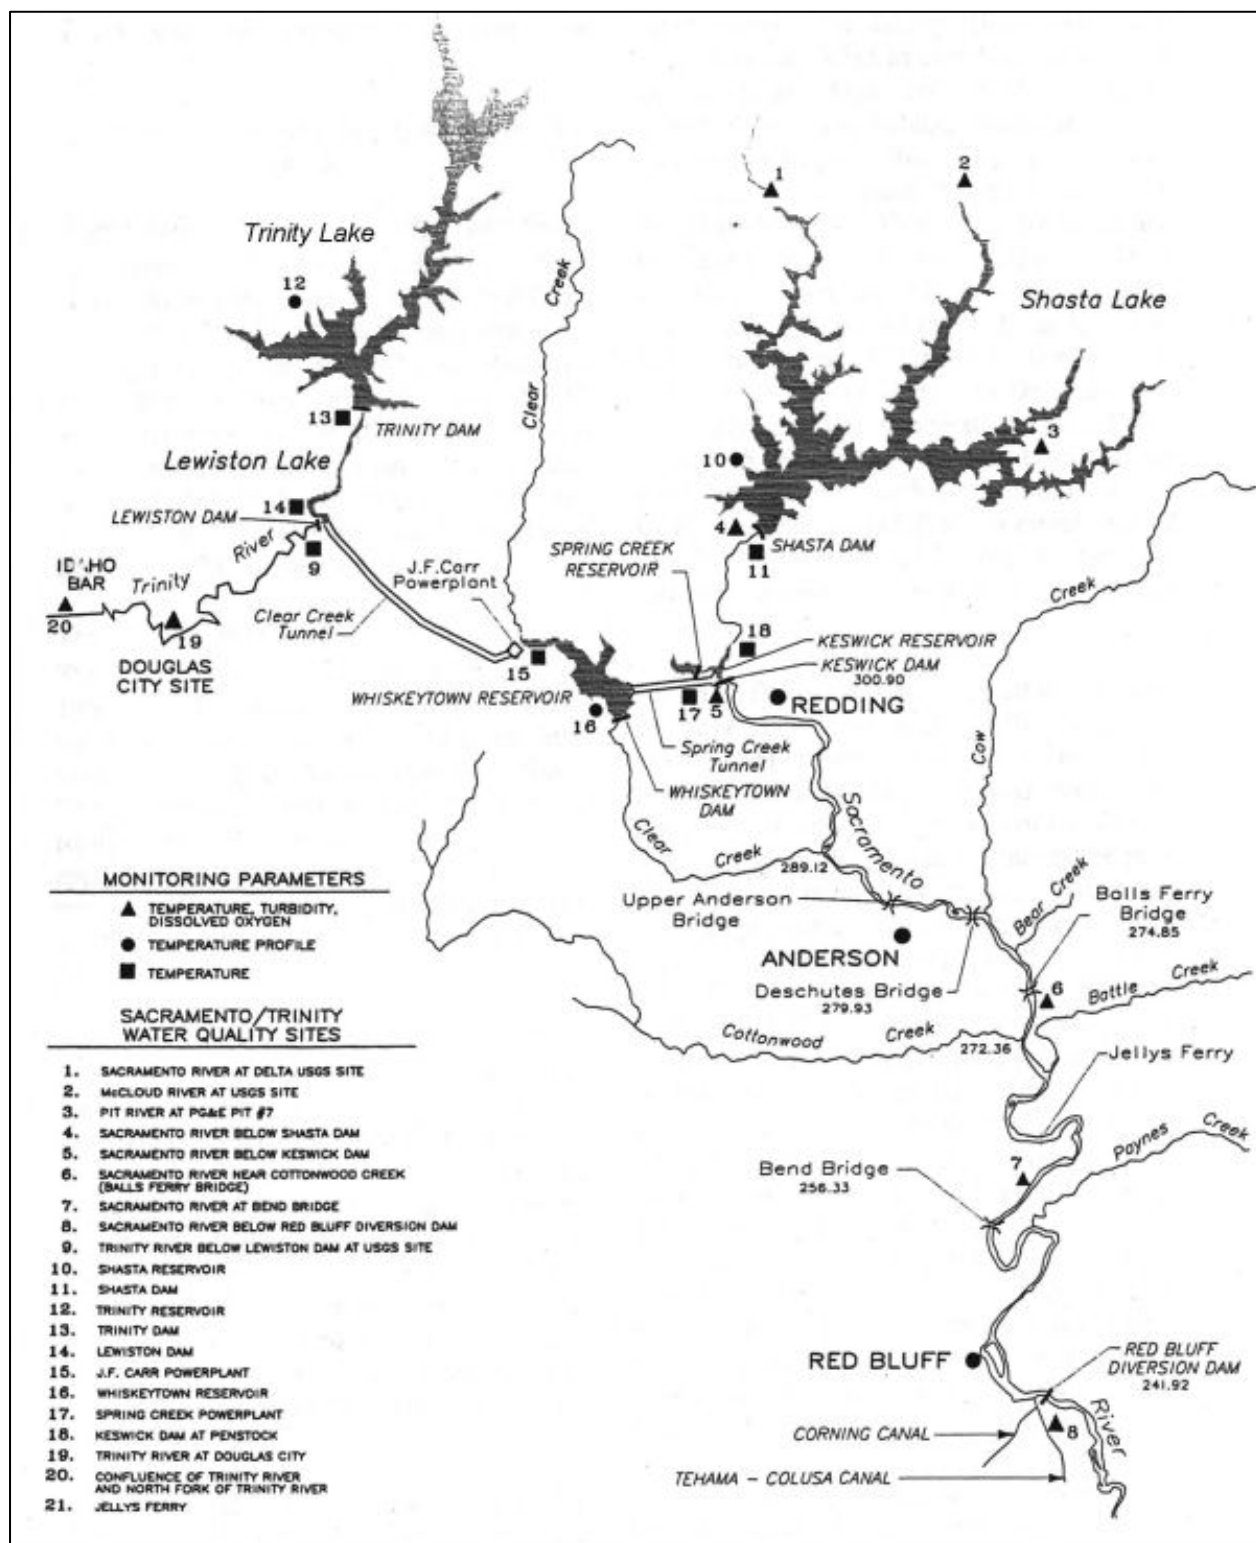 1
2
Trinity Lake
12
Creek
Shasta Lake
3
13
TRINITY DAM
Clear
10
Lewiston Lake
14
LEWISTON DAM
4
SHASTA DAM
11
SPRING CREEK
RESERVOIR
River
9
J.F.Carr
Powerplant
IDAHO
BAR
Trinity
20
19
DOUGLAS
CITY SITE
Clear Creek
Tunnel
Creek
18
KESWICK RESERVOIR
KESWICK DAM
300.90
15
WHISKEYTOWN RESERVOIR
16
17
5
REDDING
Spring Creek
Tunnel
WHISKEYTOWN
DAM
Cow
Sacramento
Clear
Creek
289.12
Upper Anderson
Bridge
Bear Creek
Balls Ferry
Bridge
274.85
ANDERSON
Deschutes Bridge
279.93
6
Battle
Creek
Cottonwood
Creek
272.36
Jellys Ferry
Paynes
Creek
Bend Bridge
256.33
7
RED BLUFF
RED BLUFF
DIVERSION DAM
241.92
River
8
CORNING CANAL
TEHAMA – COLUSA CANAL
MONITORING PARAMETERS
TEMPERATURE, TURBIDITY,
DISSOLVED OXYGEN
TEMPERATURE PROFILE
TEMPERATURE
SACRAMENTO/TRINITY
WATER QUALITY SITES
1. SACRAMENTO RIVER AT DELTA USGS SITE
2. McCLOUD RIVER AT USGS SITE
3. PIT RIVER AT PG&E PIT #7
4. SACRAMENTO RIVER BELOW SHASTA DAM
5. SACRAMENTO RIVER BELOW KESWICK DAM
6. SACRAMENTO RIVER NEAR COTTONWOOD CREEK
(BALLS FERRY BRIDGE)
7. SACRAMENTO RIVER AT BEND BRIDGE
8. SACRAMENTO RIVER BELOW RED BLUFF DIVERSION DAM
9. TRINITY RIVER BELOW LEWISTON DAM AT USGS SITE
10. SHASTA RESERVOIR
11. SHASTA DAM
12. TRINITY RESERVOIR
13. TRINITY DAM
14. LEWISTON DAM
15. J.F. CARR POWERPLANT
16. WHISKEYTOWN RESERVOIR
17. SPRING CREEK POWERPLANT
18. KESWICK DAM AT PENSTOCK
19. TRINITY RIVER AT DOUGLAS CITY
20. CONFLUENCE OF TRINITY RIVER
AND NORTH FORK OF TRINITY RIVER
21. JELLYS FERRY